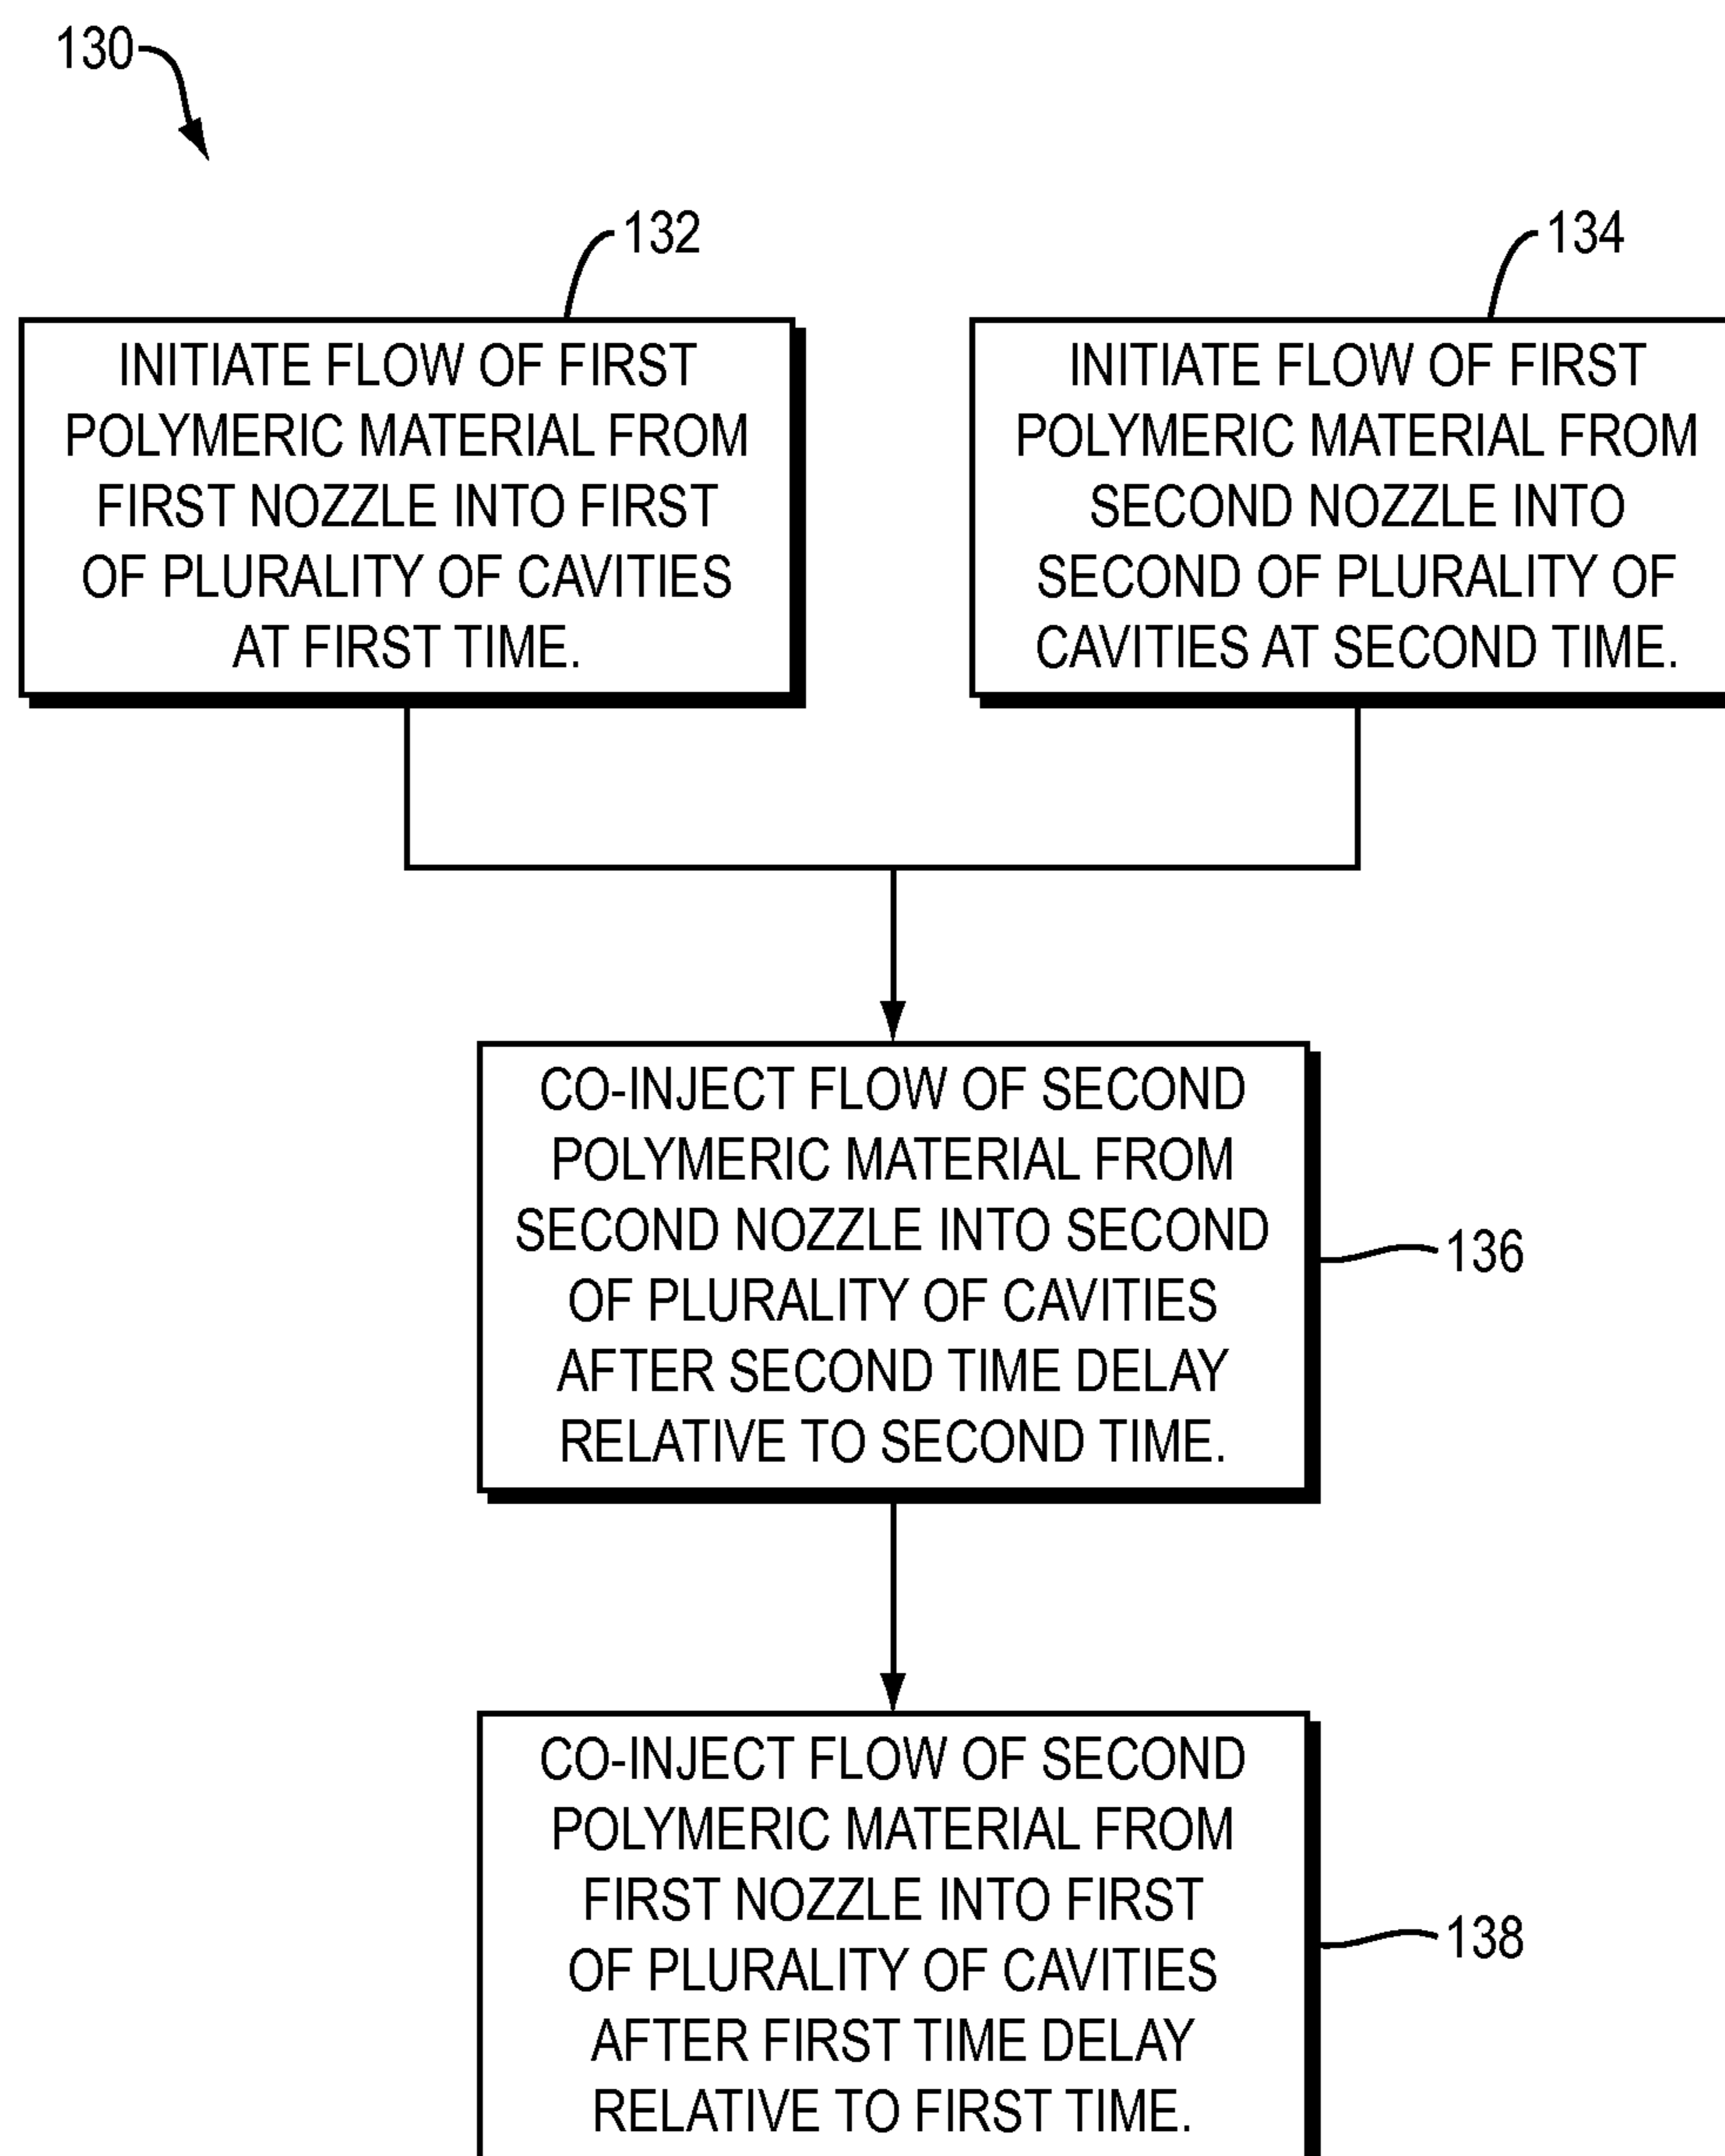 130
132
INITIATE FLOW OF FIRST
POLYMERIC MATERIAL FROM
FIRST NOZZLE INTO FIRST
OF PLURALITY OF CAVITIES
AT FIRST TIME.
134
INITIATE FLOW OF FIRST
POLYMERIC MATERIAL FROM
SECOND NOZZLE INTO
SECOND OF PLURALITY OF
CAVITIES AT SECOND TIME.
CO-INJECT FLOW OF SECOND
POLYMERIC MATERIAL FROM
SECOND NOZZLE INTO SECOND
OF PLURALITY OF CAVITIES
AFTER SECOND TIME DELAY
RELATIVE TO SECOND TIME.
136
CO-INJECT FLOW OF SECOND
POLYMERIC MATERIAL FROM
FIRST NOZZLE INTO FIRST
OF PLURALITY OF CAVITIES
AFTER FIRST TIME DELAY
RELATIVE TO FIRST TIME.
138